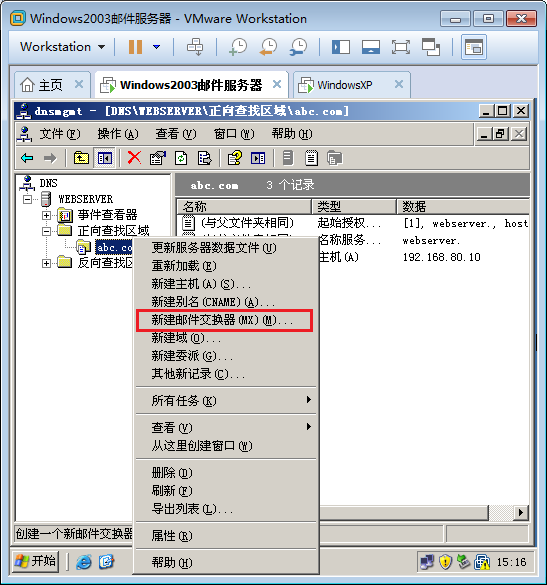 Windows2003邮件服务器 - VMware Workstation
Workstation
主页 Windows2003邮件服务器 WindowsXP
dnsmgmt - [DNS\WEBSERVER\正向查找区域\abc.com]
文件(F) 操作(A) 查看(V) 窗口(W) 帮助(H)
DNS
WEBSERVER
事件查看器
正向查找区域
abc.co
反向查找区
abc.com 3 个记录
名称 类型 数据
(与父文件夹相同) 起始授权... [1], webserver., host
名称服务... webserver.
主机(A) 192.168.80.10
更新服务器数据文件(U)
重新加载(E)
新建主机(A)(S)...
新建别名(CNAME)(A)...
新建邮件交换器(MX)(M)...
新建域(O)...
新建委派(G)...
其他新记录(C)...
所有任务(K)
查看(V)
从这里创建窗口(W)
删除(D)
刷新(F)
导出列表(L)...
属性(R)
帮助(H)
创建一个新邮件交换器
开始 15:16